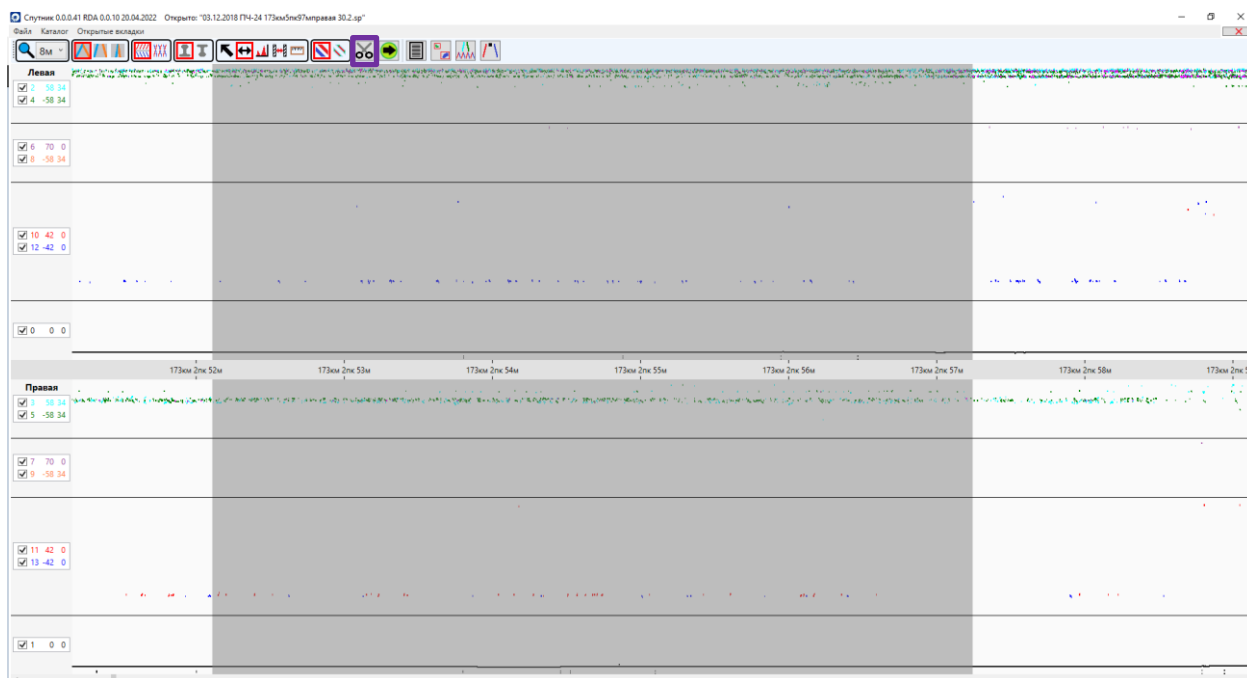 Спутник 0.0.0.41 RDA 0.0.10 20.04.2022 Открыто: "03.12.2018 ПЧ-24 173км5пк97мправая 30.2.sp"
Файл Каталог Открытые вкладки
8м
Левая
2 58 34
4 -58 34
6 70 0
8 -58 34
10 42 0
12 -42 0
0 0 0
173км 2пк 52м 173км 2пк 53м 173км 2пк 54м 173км 2пк 55м 173км 2пк 56м 173км 2пк 57м 173км 2пк 58м 173км 2пк 5
Правая
3 58 34
5 -58 34
7 70 0
9 -58 34
11 42 0
13 -42 0
1 0 0